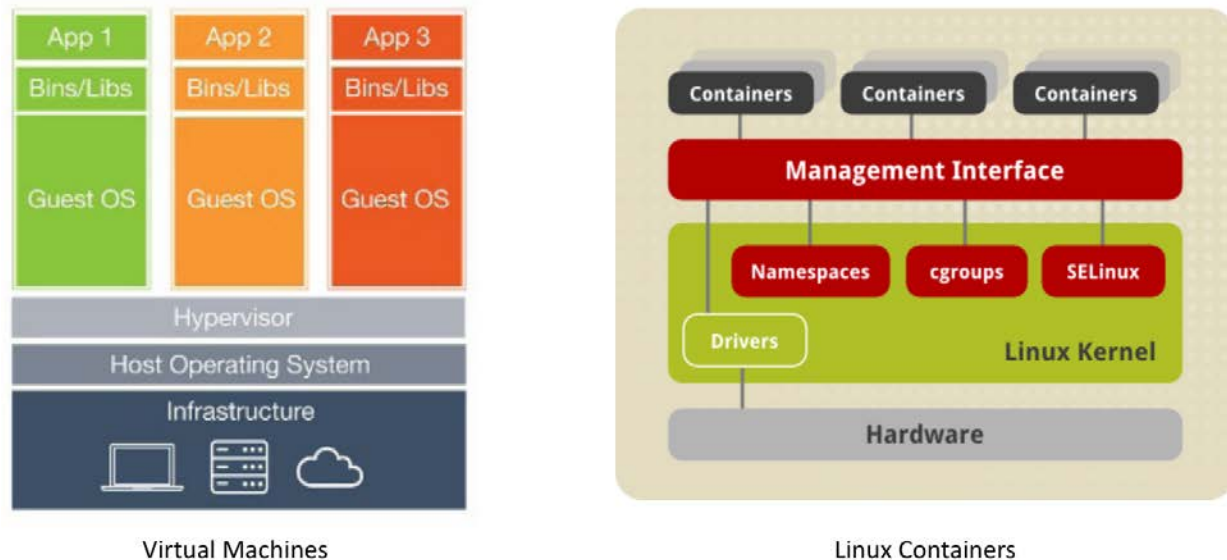 App 1
Bins/Libs
Guest OS
App 2
Bins/Libs
Guest OS
App 3
Bins/Libs
Guest OS
Hypervisor
Host Operating System
Infrastructure
Virtual Machines
Containers
Containers
Containers
Management Interface
Namespaces
cgroups
SELinux
Drivers
Linux Kernel
Hardware
Linux Containers